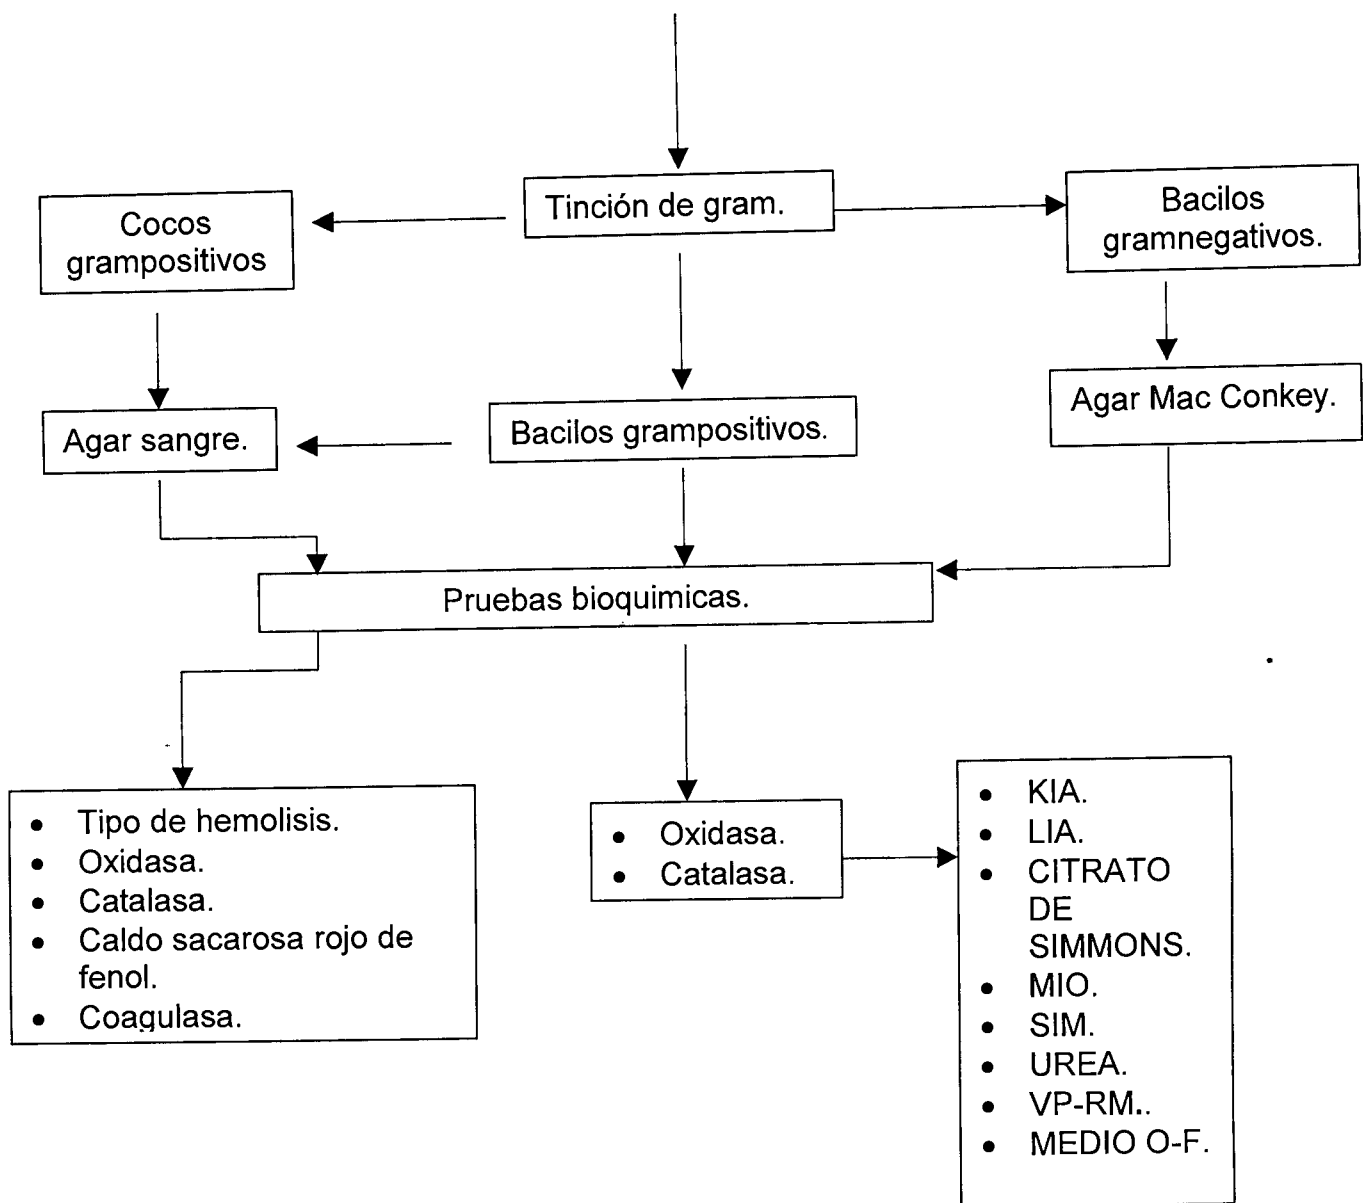 Tinción de gram.
Cocos
grampositivos
Bacilos
gramnegativos.
Agar sangre.
Bacilos grampositivos.
Agar Mac Conkey.
Pruebas bioquimicas.
• Tipo de hemolisis.
• Oxidasa.
• Catalasa.
• Caldo sacarosa rojo de
fenol.
• Coagulasa.
• Oxidasa.
• Catalasa.
• KIA.
• LIA.
• CITRATO
DE
SIMMONS.
• MIO.
• SIM.
• UREA.
• VP-RM..
• MEDIO O-F.